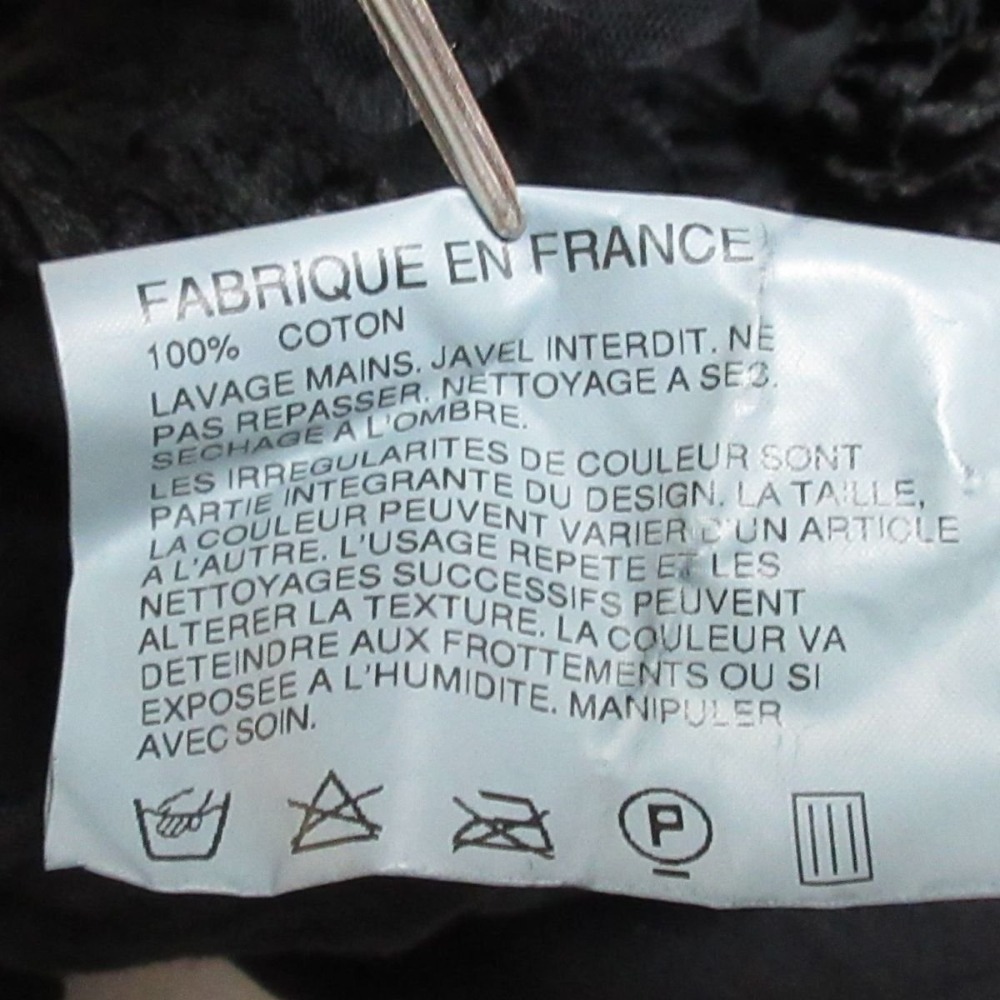 FABRIQUE EN FRANCE
100% COTON
LAVAGE MAINS. JAVEL INTERDIT. NE
PAS REPASSER. NETTOYAGE A SEC.
SECHAGE A L'OMBRE.
LES IRREGULARITES DE COULEUR SONT
PARTIE INTEGRANTE DU DESIGN. LA TAILLE,
LA COULEUR PEUVENT VARIER D'UN ARTICLE
A L'AUTRE. L'USAGE REPETE ET LES
NETTOYAGES SUCCESSIFS PEUVENT
ALTERER LA TEXTURE. LA COULEUR VA
DETEINDRE AUX FROTTEMENTS OU SI
EXPOSEE A L'HUMIDITE. MANIPULER
AVEC SOIN.
P